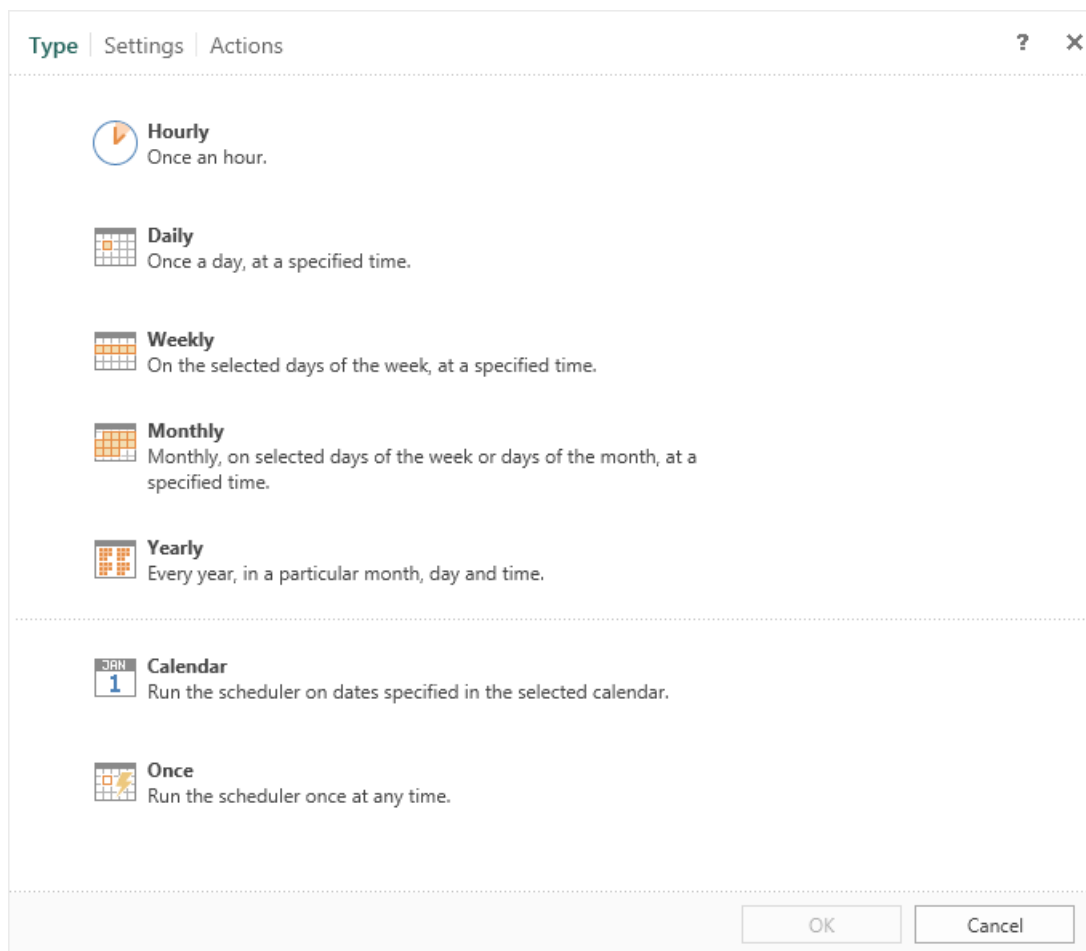 Type Settings Actions ? ×
Hourly
Once an hour.
Daily
Once a day, at a specified time.
Weekly
On the selected days of the week, at a specified time.
Monthly
Monthly, on selected days of the week or days of the month, at a
specified time.
Yearly
Every year, in a particular month, day and time.
JAN
1
Calendar
Run the scheduler on dates specified in the selected calendar.
Once
Run the scheduler once at any time.
OK Cancel